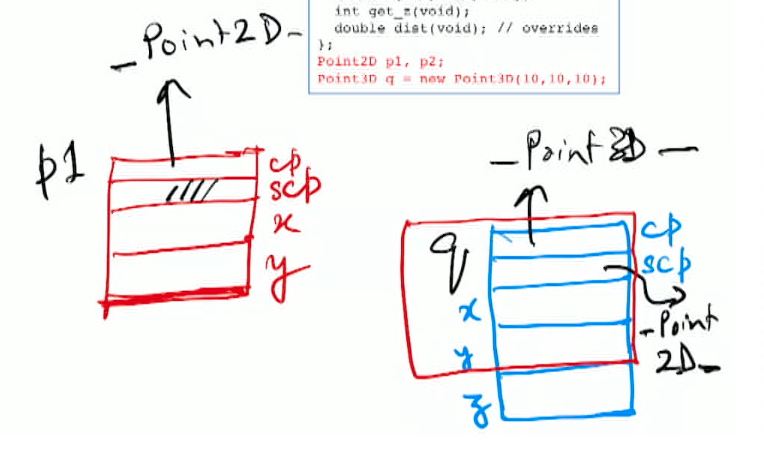 int get_z(void);
double dist(void); // overrides
};
Point2D p1, p2;
Point3D q = new Point3D(10,10,10);
_Point2D_
p1
cp
scp
x
y
_Point3D_
q
cp
scp
x
y
z
_Point
2D_